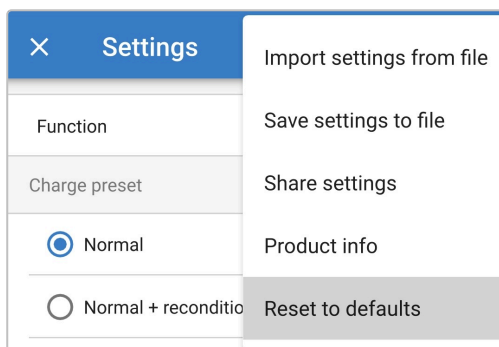 Settings
Function
Charge preset
Normal
Normal + reconditio
Import settings from file
Save settings to file
Share settings
Product info
Reset to defaults